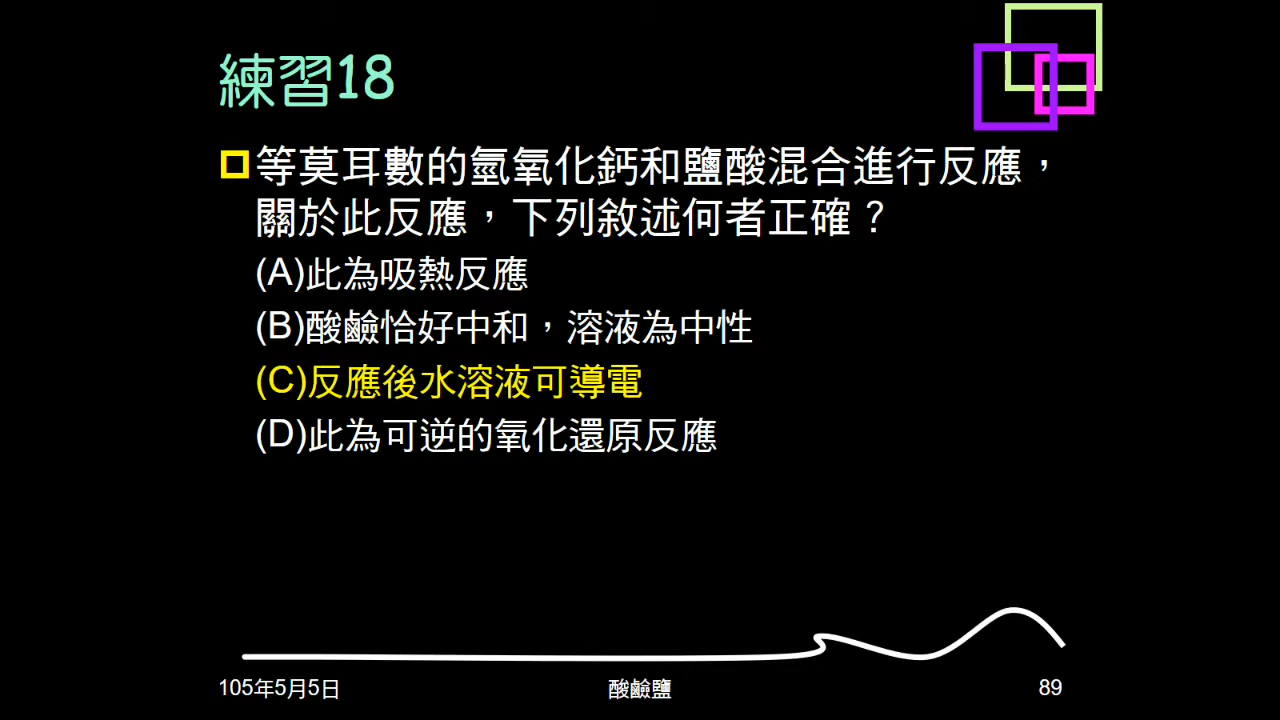 練習18
等莫耳數的氫氧化鈣和鹽酸混合進行反應，
關於此反應，下列敘述何者正確？
(A)此為吸熱反應
(B)酸鹼恰好中和，溶液為中性
(C)反應後水溶液可導電
(D)此為可逆的氧化還原反應
105年5月5日
酸鹼鹽
89